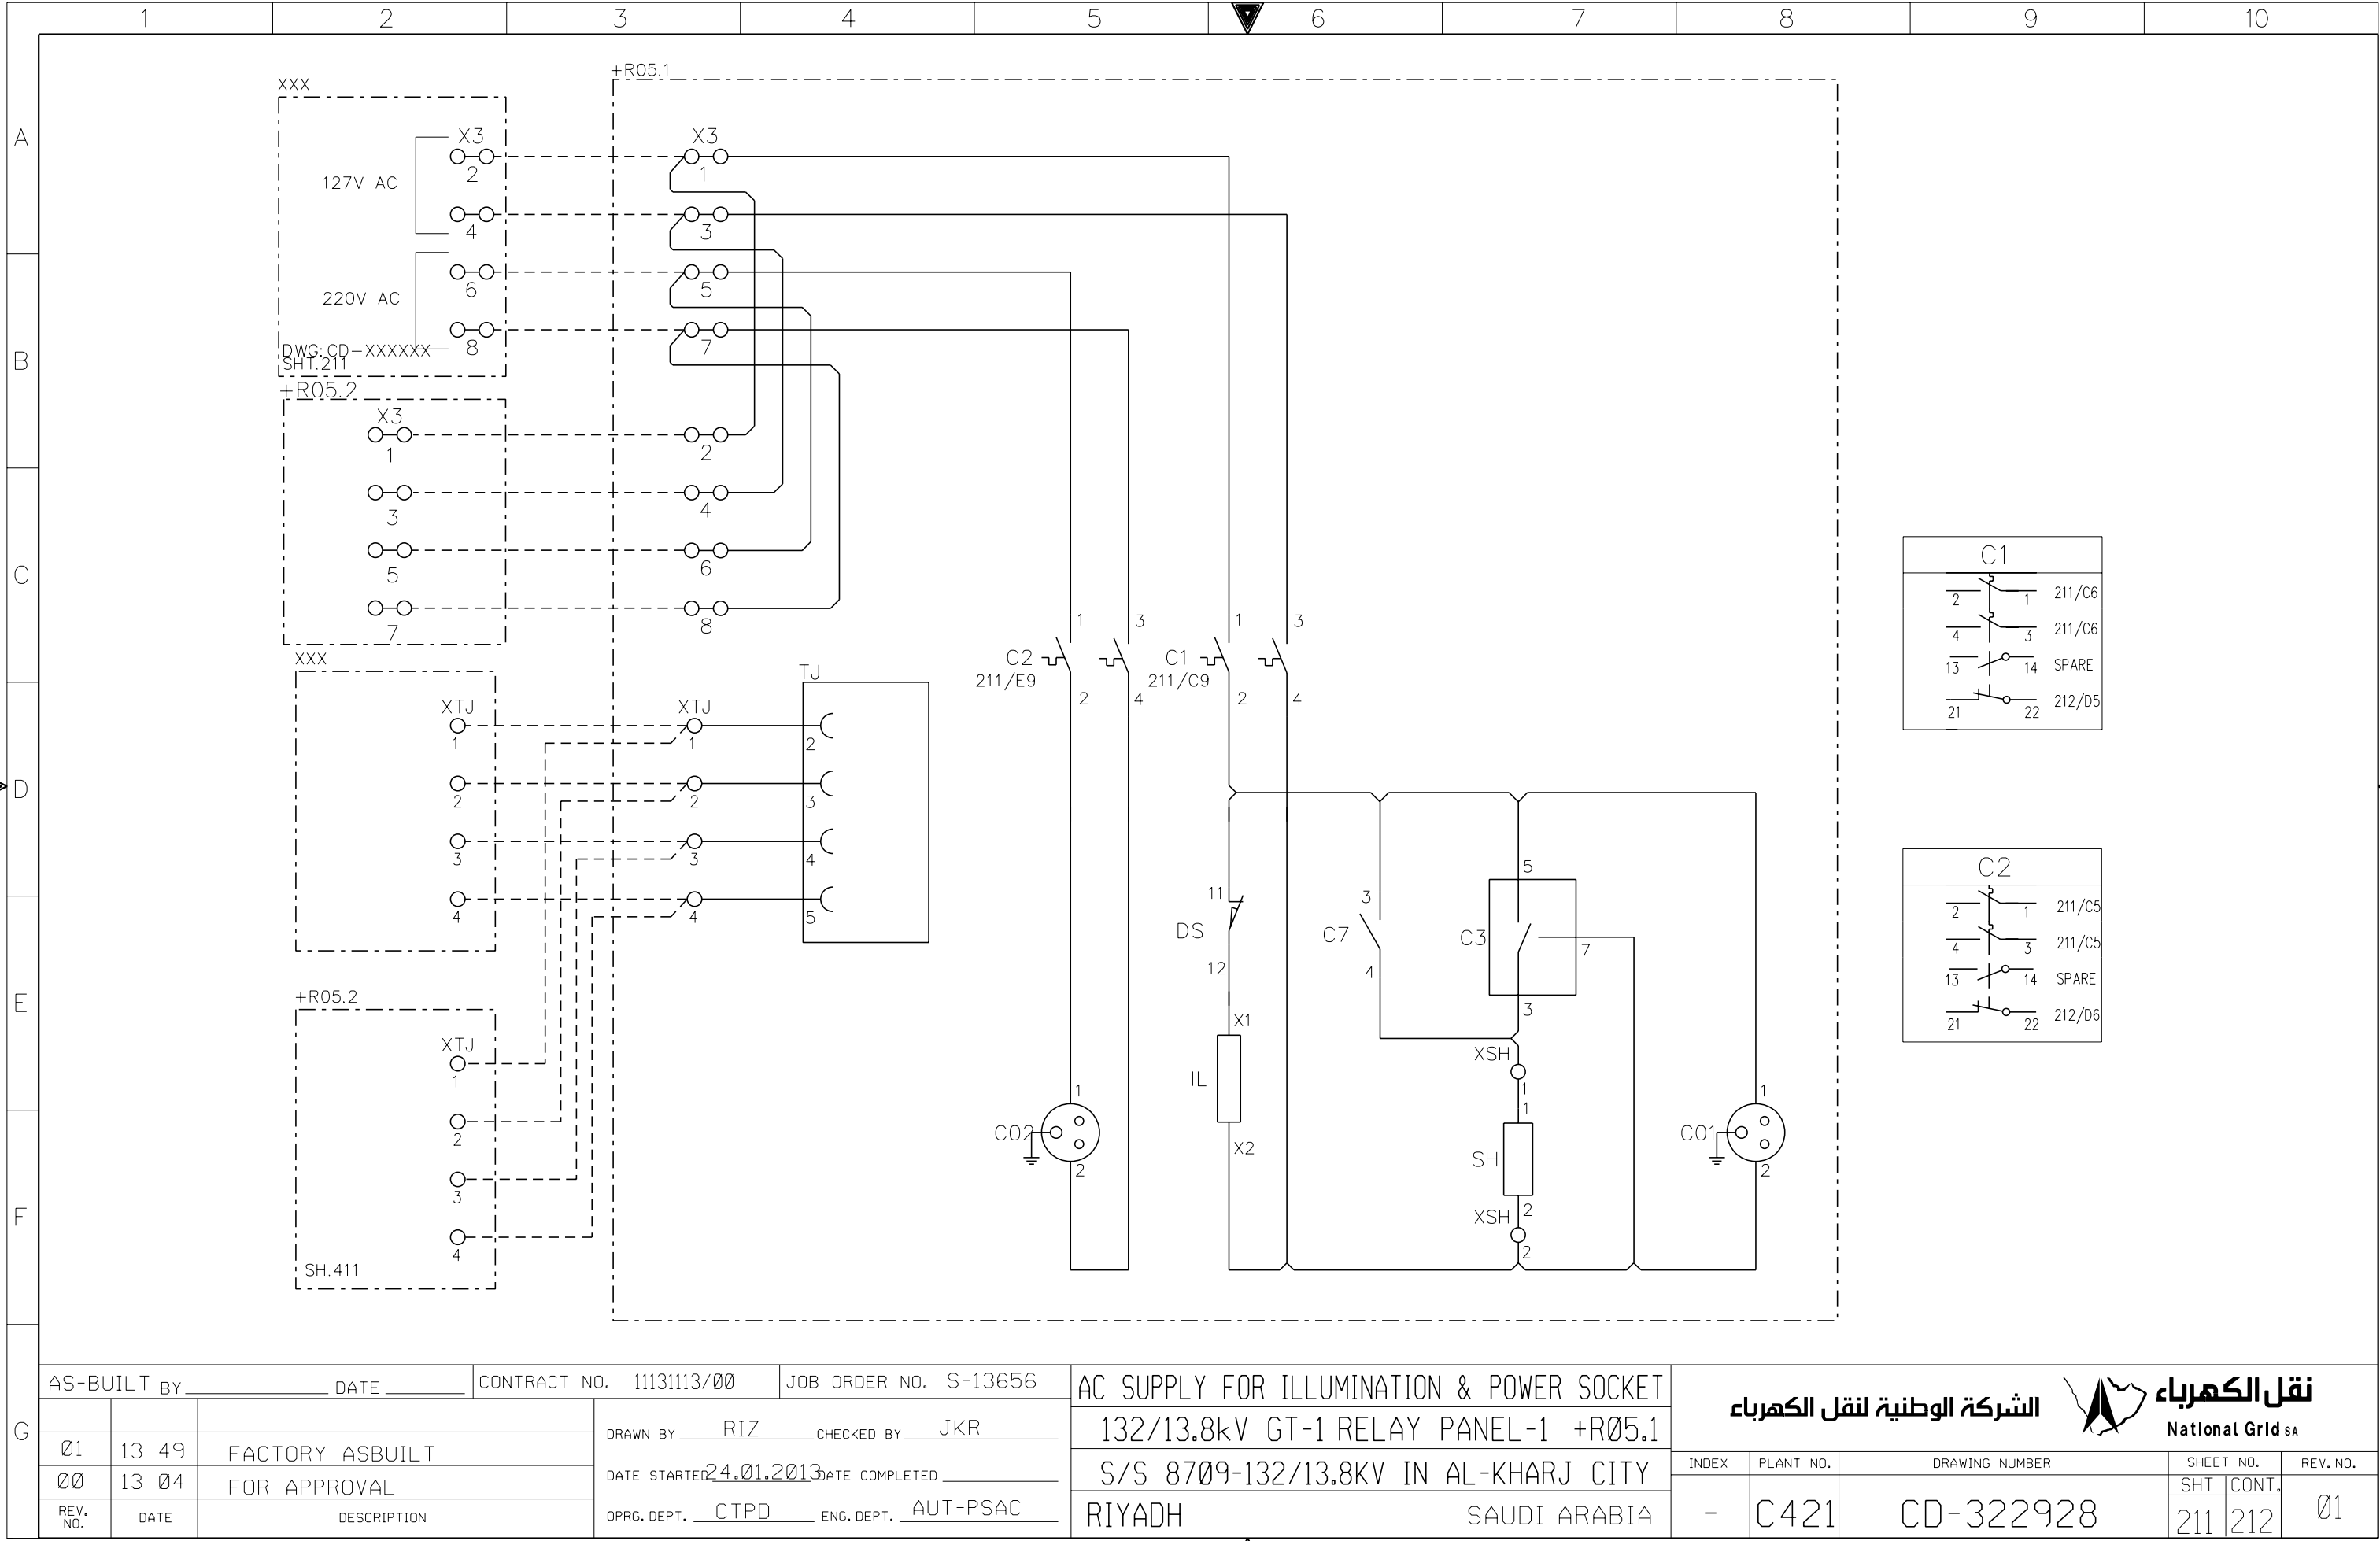 1 2 3 4 5 6 7 8 9 10
A
B
C
D
E
F
G
+R05.1
XXX
X3
2
127V AC
4
220V AC
6
8
DWG:CD-XXXXXX
SHT.211
X3
1
3
5
7
+R05.2
X3
1
3
5
7
2
4
6
8
XXX
XTJ
1
2
3
4
XTJ
1
2
3
4
TJ
2
3
4
5
+R05.2
XTJ
1
2
3
4
SH.411
1 3 1 3
C2
211/E9
C1
211/C9
2 4 2 4
11
DS
12
X1
IL
X2
3
C7
4
5
C3
7
3
XSH
1
1
SH
2
XSH
2
1
CO2
2
1
CO1
2
C1
2 1 211/C6
4 3 211/C6
13 14 SPARE
21 22 212/D5
C2
2 1 211/C5
4 3 211/C5
13 14 SPARE
21 22 212/D6
AS-BUILT BY DATE
CONTRACT NO. 11131113/00
JOB ORDER NO. S-13656
01 13 49 FACTORY ASBUILT
00 13 04 FOR APPROVAL
REV. NO. DATE DESCRIPTION
DRAWN BY RIZ CHECKED BY JKR
DATE STARTED 24.01.2013 DATE COMPLETED
OPRG.DEPT. CTPD ENG.DEPT. AUT-PSAC
AC SUPPLY FOR ILLUMINATION & POWER SOCKET
132/13.8kV GT-1 RELAY PANEL-1 +R05.1
S/S 8709-132/13.8KV IN AL-KHARJ CITY
RIYADH SAUDI ARABIA
الشركة الوطنية لنقل الكهرباء
نقل الكهرباء
National Grid SA
INDEX PLANT NO. DRAWING NUMBER SHEET NO. REV.NO.
SHT CONT.
- C421 CD-322928 211 212 01